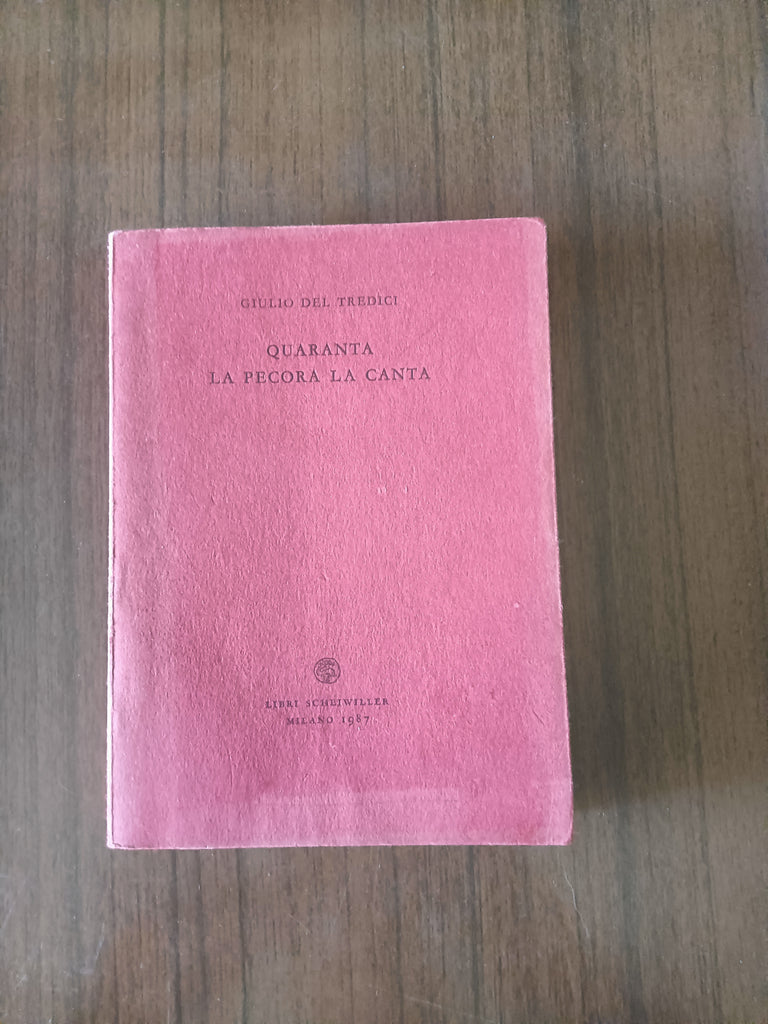 GIULIO DEL TREDICI
QUARANTA
LA PECORA LA CANTA
LIBRI SCHEIWILLER
MILANO 1987